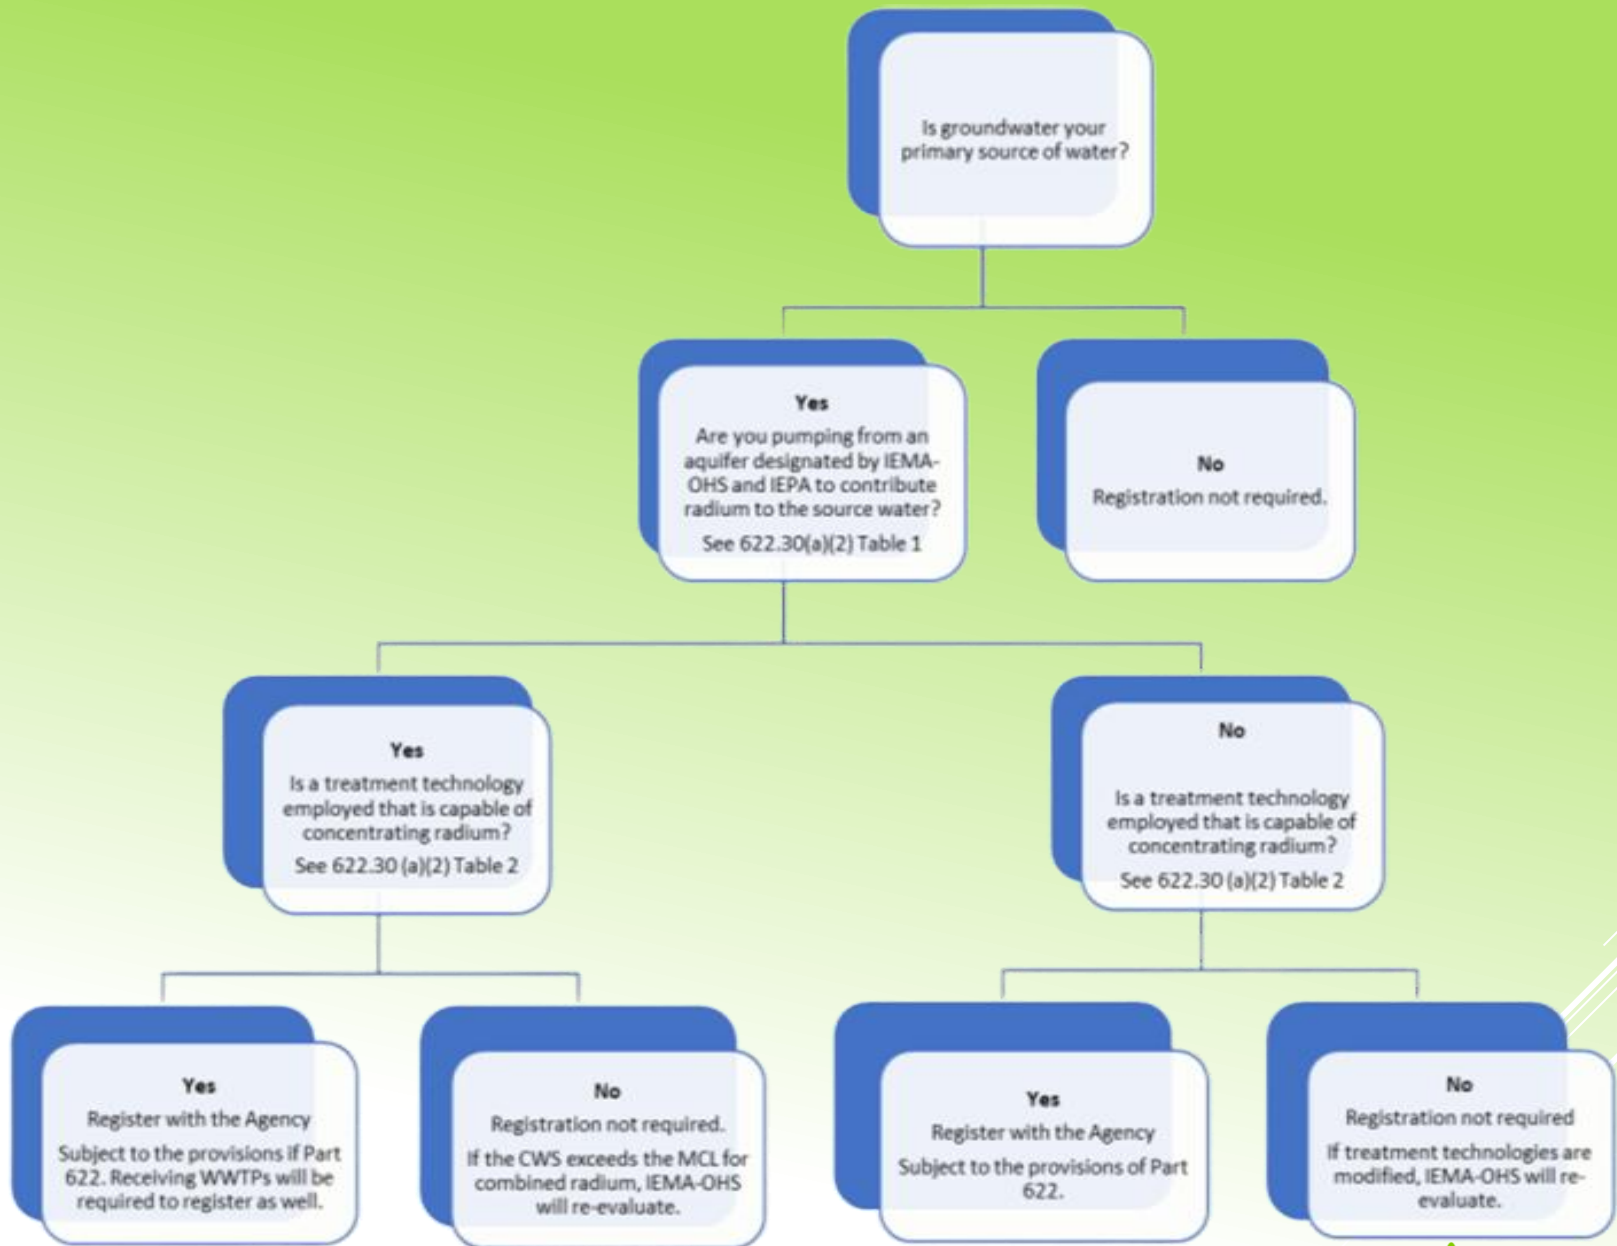 Is groundwater your
primary source of water?
Yes
Are you pumping from an
aquifer designated by IEMA-
OHS and IEPA to contribute
radium to the source water?
See 622.30(a)(2) Table 1
No
Registration not required.
Yes
Is a treatment technology
employed that is capable of
concentrating radium?
See 622.30 (a)(2) Table 2
No
Is a treatment technology
employed that is capable of
concentrating radium?
See 622.30 (a)(2) Table 2
Yes
Register with the Agency
Subject to the provisions if Part
622. Receiving WWTPs will be
required to register as well.
No
Registration not required.
If the CWS exceeds the MCL for
combined radium, IEMA-OHS
will re-evaluate.
Yes
Register with the Agency
Subject to the provisions of Part
622.
No
Registration not required
If treatment technologies are
modified, IEMA-OHS will re-
evaluate.